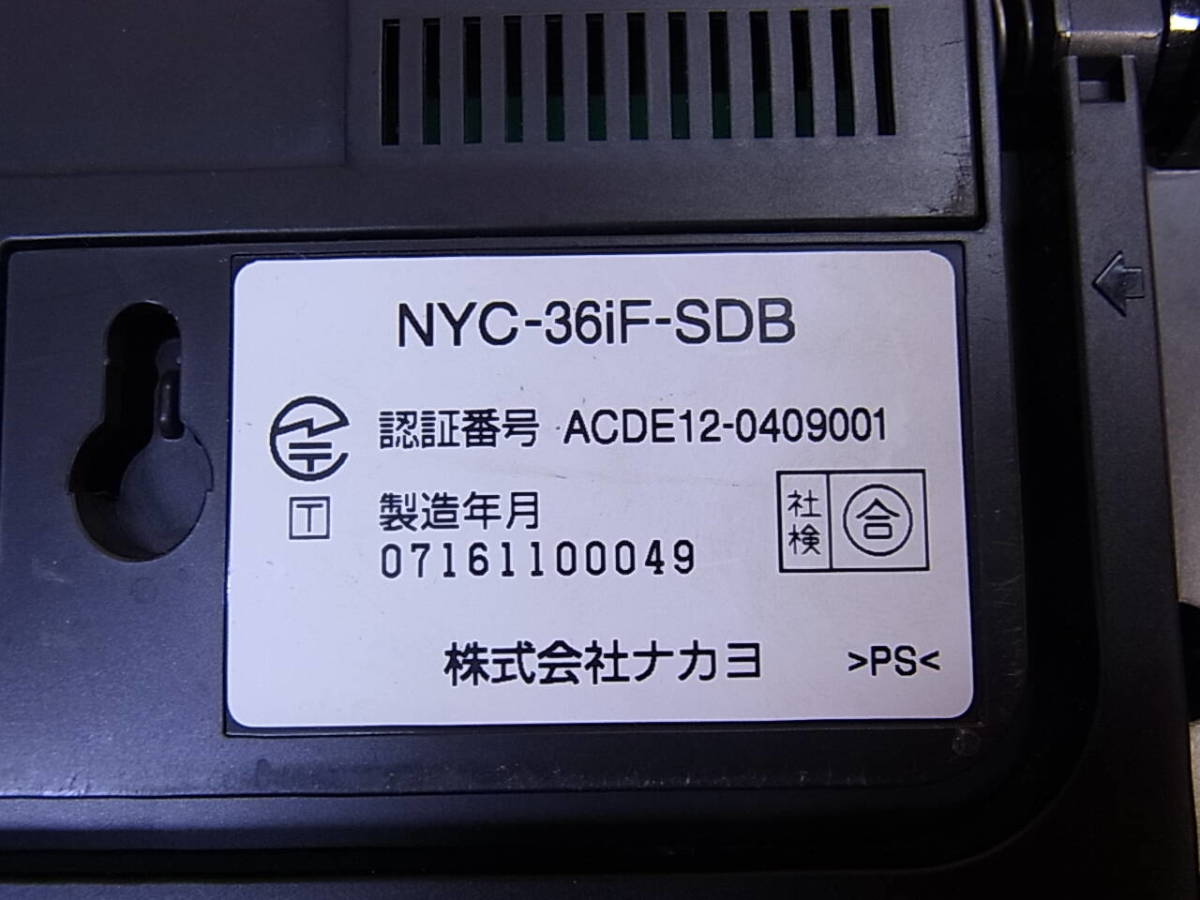 NYC-36iF-SDB
認証番号 ACDE12-0409001
T
製造年月
07161100049
社検 合
株式会社ナカヨ >PS<